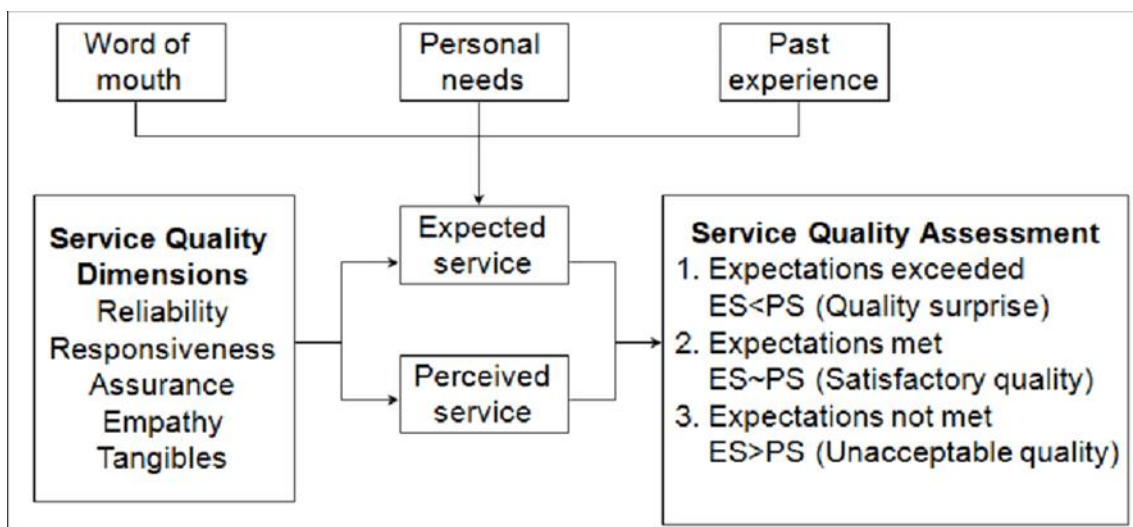 Word of
mouth
Personal
needs
Past
experience
Service Quality
Dimensions
Reliability
Responsiveness
Assurance
Empathy
Tangibles
Expected
service
Perceived
service
Service Quality Assessment
1. Expectations exceeded
ES<PS (Quality surprise)
2. Expectations met
ES~PS (Satisfactory quality)
3. Expectations not met
ES>PS (Unacceptable quality)